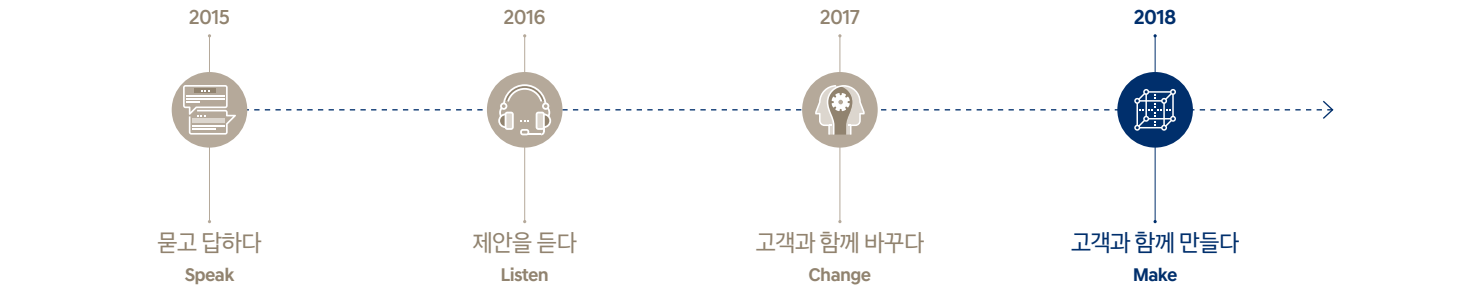 2015
2016
2017
2018
묻고 답하다
제안을 듣다
고객과 함께 바꾸다
고객과 함께 만들다
Speak
Listen
Change
Make